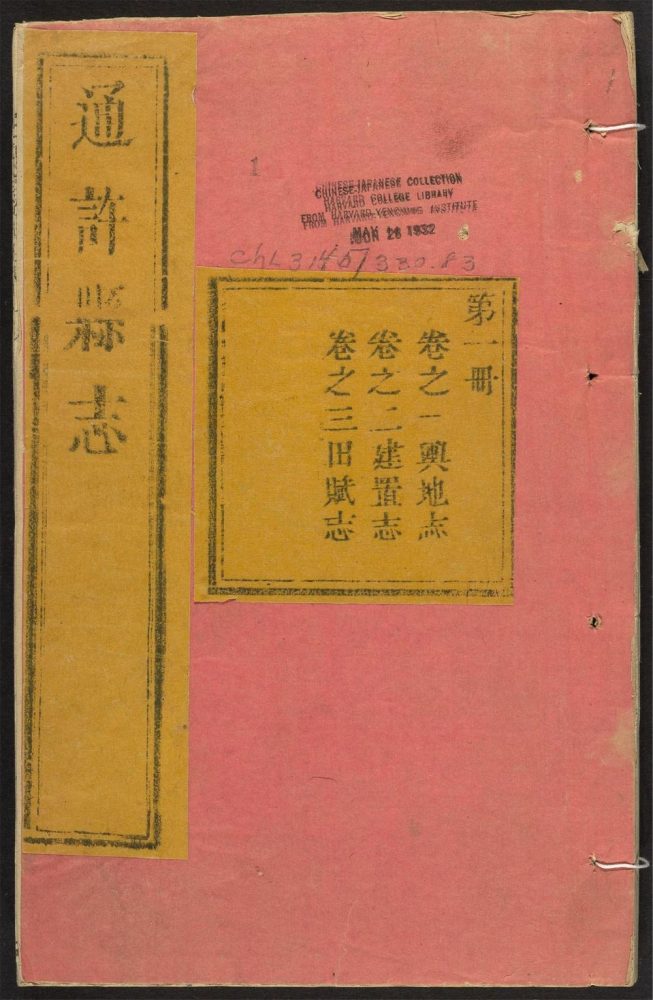 通許縣志
1
1
CHINESE-JAPANESE COLLECTION
HARVARD COLLEGE LIBRARY
FROM HARVARD-YENCHING INSTITUTE
26 1932
第一冊
卷之一輿地志
卷之二建置志
卷之三田賦志